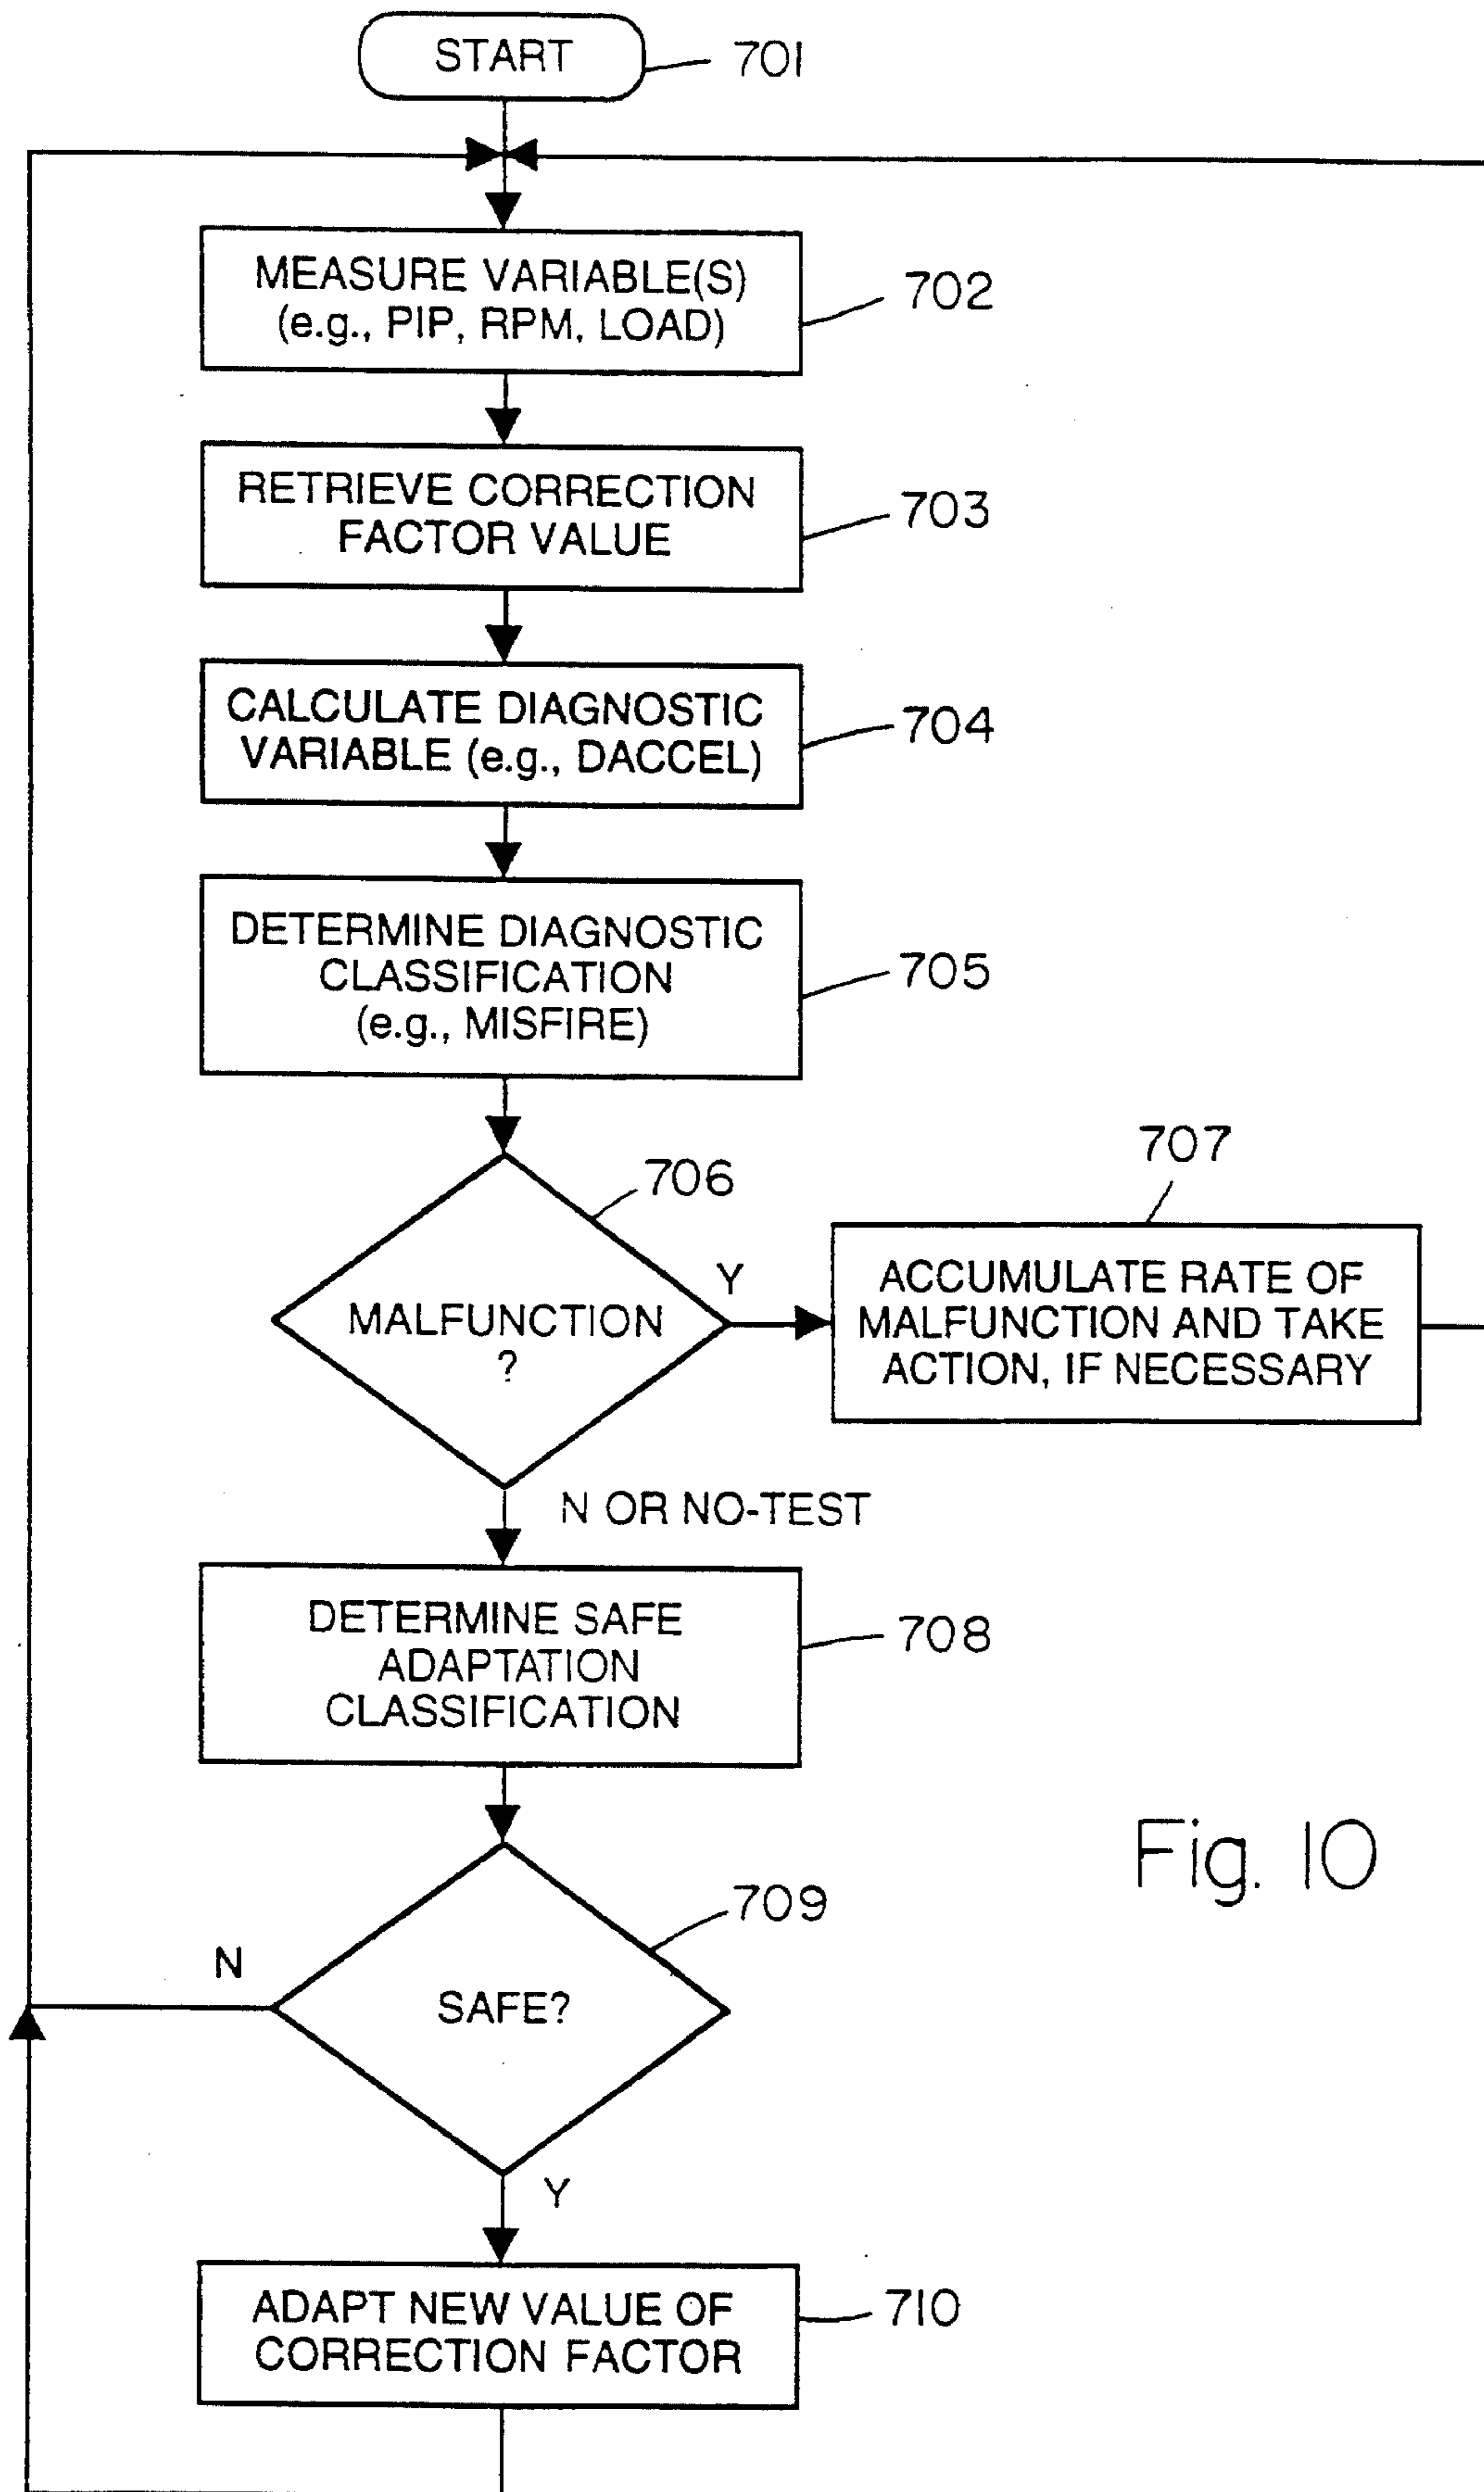 START
701
MEASURE VARIABLE(S)
(e.g., PIP, RPM, LOAD)
702
RETRIEVE CORRECTION
FACTOR VALUE
703
CALCULATE DIAGNOSTIC
VARIABLE (e.g., DACCEL)
704
DETERMINE DIAGNOSTIC
CLASSIFICATION
(e.g., MISFIRE)
705
706
MALFUNCTION
?
Y
707
ACCUMULATE RATE OF
MALFUNCTION AND TAKE
ACTION, IF NECESSARY
N OR NO-TEST
DETERMINE SAFE
ADAPTATION
CLASSIFICATION
708
709
SAFE?
N
Y
Fig. 10
ADAPT NEW VALUE OF
CORRECTION FACTOR
710